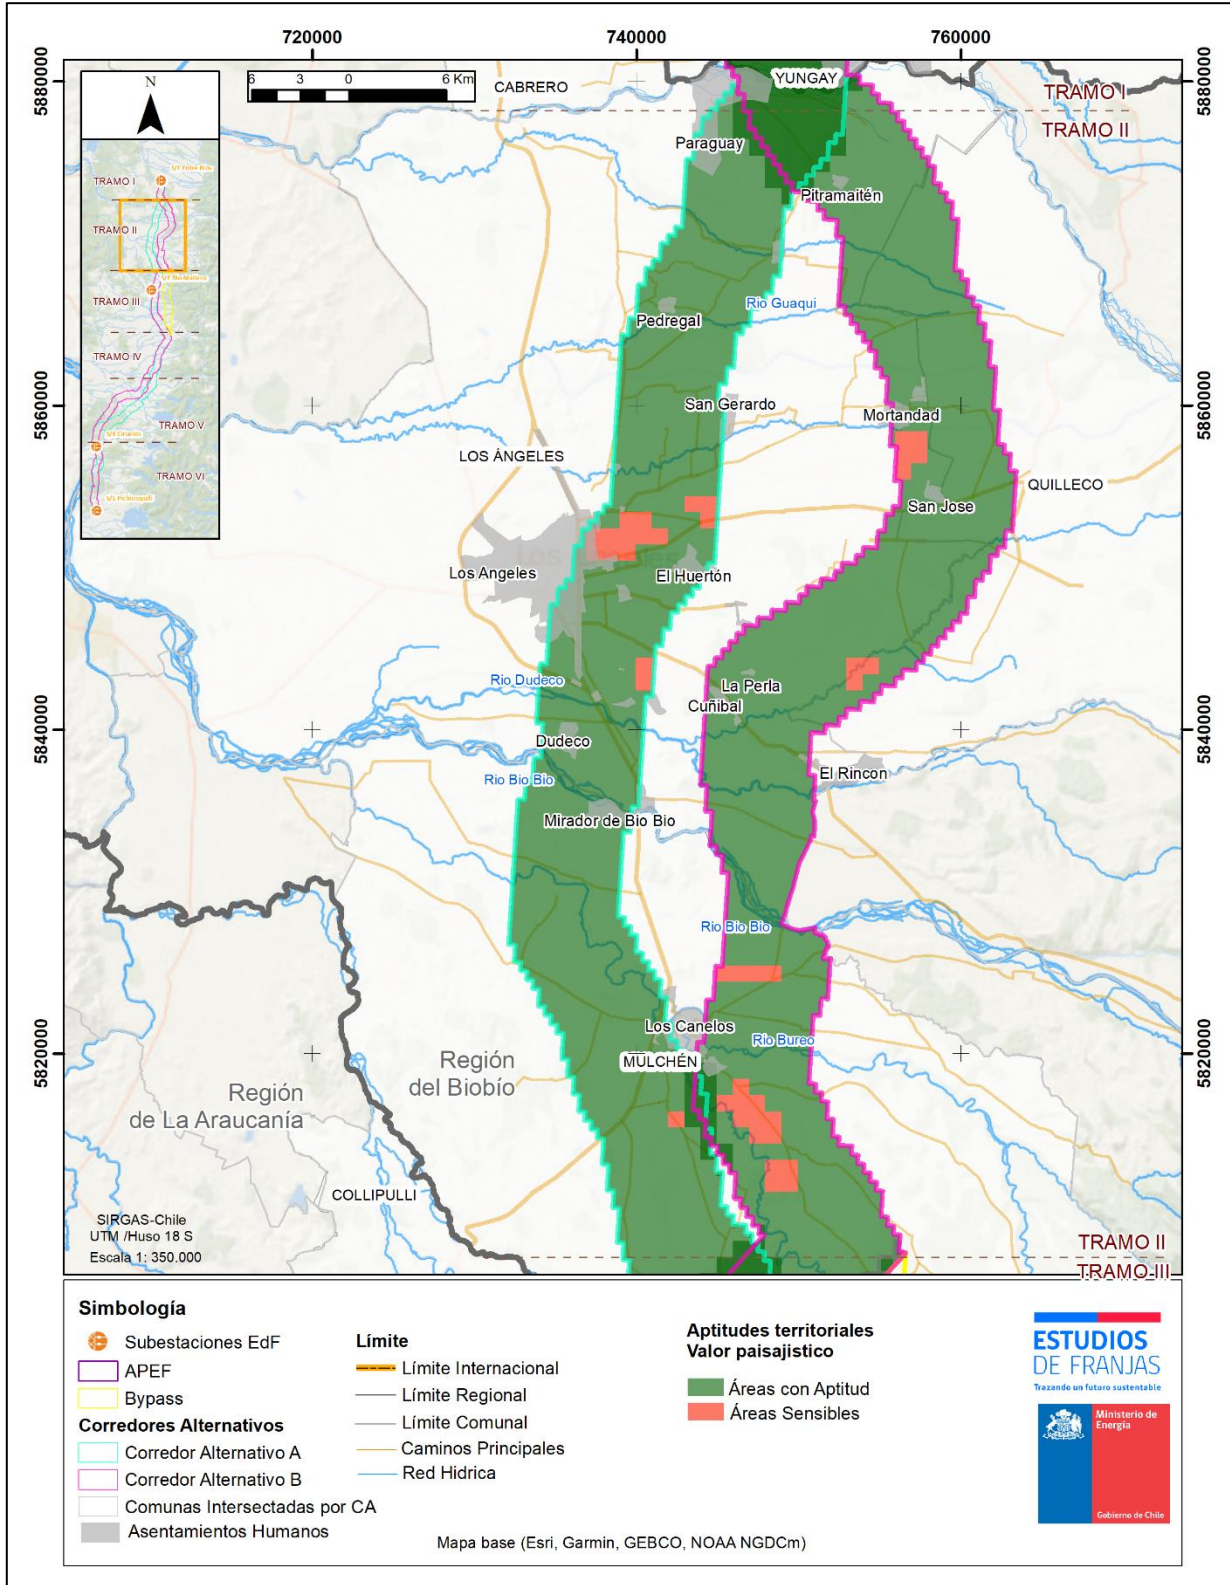 720000
740000
760000
5880000
5880000
N
6
3
0
6 Km
CABRERO
YUNGAY
TRAMO I
TRAMO II
Paraguay
Pitramaitén
TRAMO I
TRAMO II
TRAMO III
TRAMO IV
TRAMO V
TRAMO VI
Rio Guaqui
Pedregal
5860000
5860000
San Gerardo
Mortandad
LOS ÁNGELES
QUILLECO
San Jose
Los Angeles
El Huertón
Rio Dudeco
La Perla
Cuñibal
5840000
5840000
Dudeco
Rio Bio Bio
El Rincon
Mirador de Bio Bio
Rio Bio Bio
Los Canelos
Rio Bureo
5820000
5820000
MULCHÉN
Región
del Biobío
Región
de La Araucanía
COLLIPULLI
SIRGAS-Chile
UTM /Huso 18 S
Escala 1: 350.000
TRAMO II
TRAMO III
Simbología
Subestaciones EdF
APEF
Bypass
Corredores Alternativos
Corredor Alternativo A
Corredor Alternativo B
Comunas Intersectadas por CA
Asentamientos Humanos
Límite
Límite Internacional
Límite Regional
Límite Comunal
Caminos Principales
Red Hidrica
Aptitudes territoriales
Valor paisajistico
Áreas con Aptitud
Áreas Sensibles
Mapa base (Esri, Garmin, GEBCO, NOAA NGDCm)
ESTUDIOS
DE FRANJAS
Trazando un futuro sustentable
Ministerio de
Energía
Gobierno de Chile